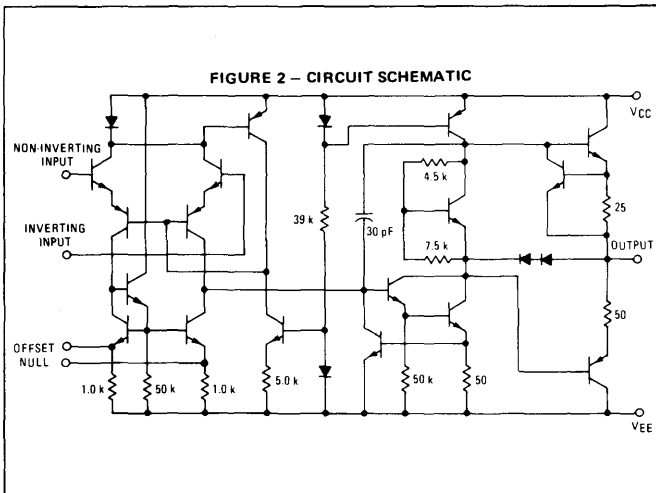 FIGURE 2 – CIRCUIT SCHEMATIC
VCC
NON-INVERTING
INPUT
4.5 k
39 k
25
INVERTING
INPUT
30 pF
7.5 k
OUTPUT
50
OFFSET
NULL
1.0 k
50 k
1.0 k
5.0 k
50 k
50
VEE